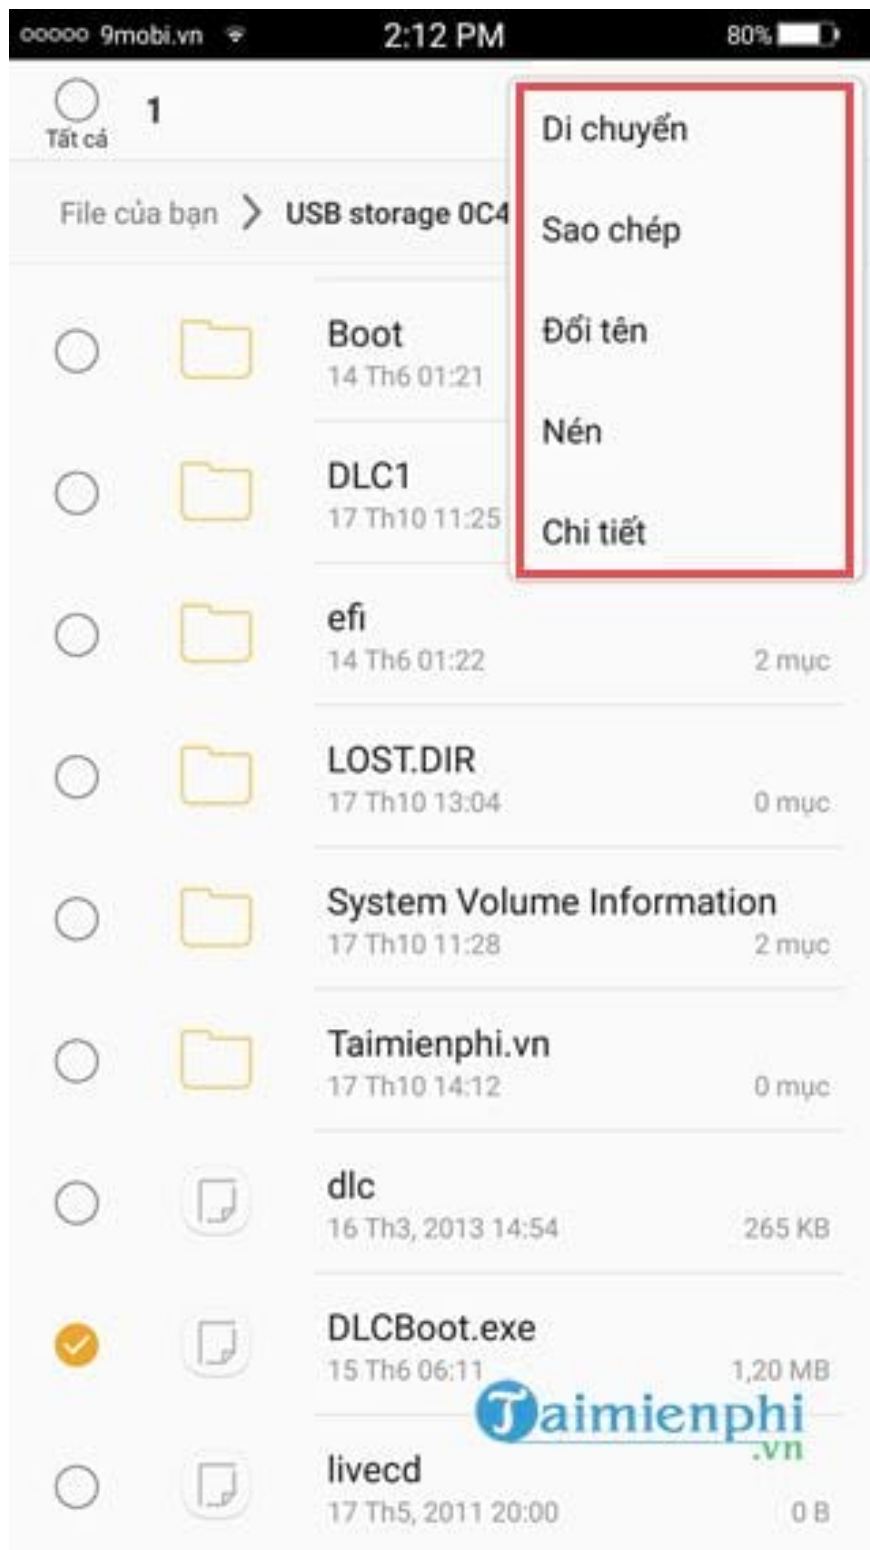 ooooo 9mobi.vn 2:12 PM 80%
1
Tất cả
File của bạn > USB storage 0C4
Di chuyển
Sao chép
Đổi tên
Nén
Chi tiết
Boot
14 Th6 01:21
DLC1
17 Th10 11:25
efi
14 Th6 01:22 2 mục
LOST.DIR
17 Th10 13:04 0 mục
System Volume Information
17 Th10 11:28 2 mục
Taimienphi.vn
17 Th10 14:12 0 mục
dlc
16 Th3, 2013 14:54 265 KB
DLCBoot.exe
15 Th6 06:11 1,20 MB
Taimienphi
.vn
livecd
17 Th5, 2011 20:00 0 B